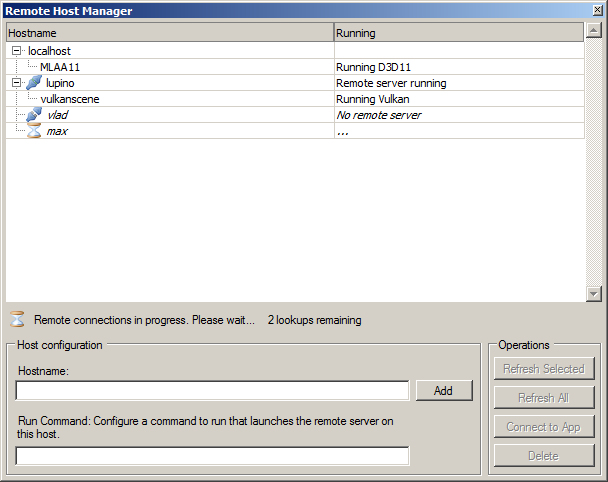 Remote Host Manager
Hostname Running
localhost
MLAA11 Running D3D11
lupino Remote server running
vulkanscene Running Vulkan
vlad No remote server
max ...
Remote connections in progress. Please wait... 2 lookups remaining
Host configuration
Hostname:
Add
Run Command: Configure a command to run that launches the remote server on
this host.
Operations
Refresh Selected
Refresh All
Connect to App
Delete